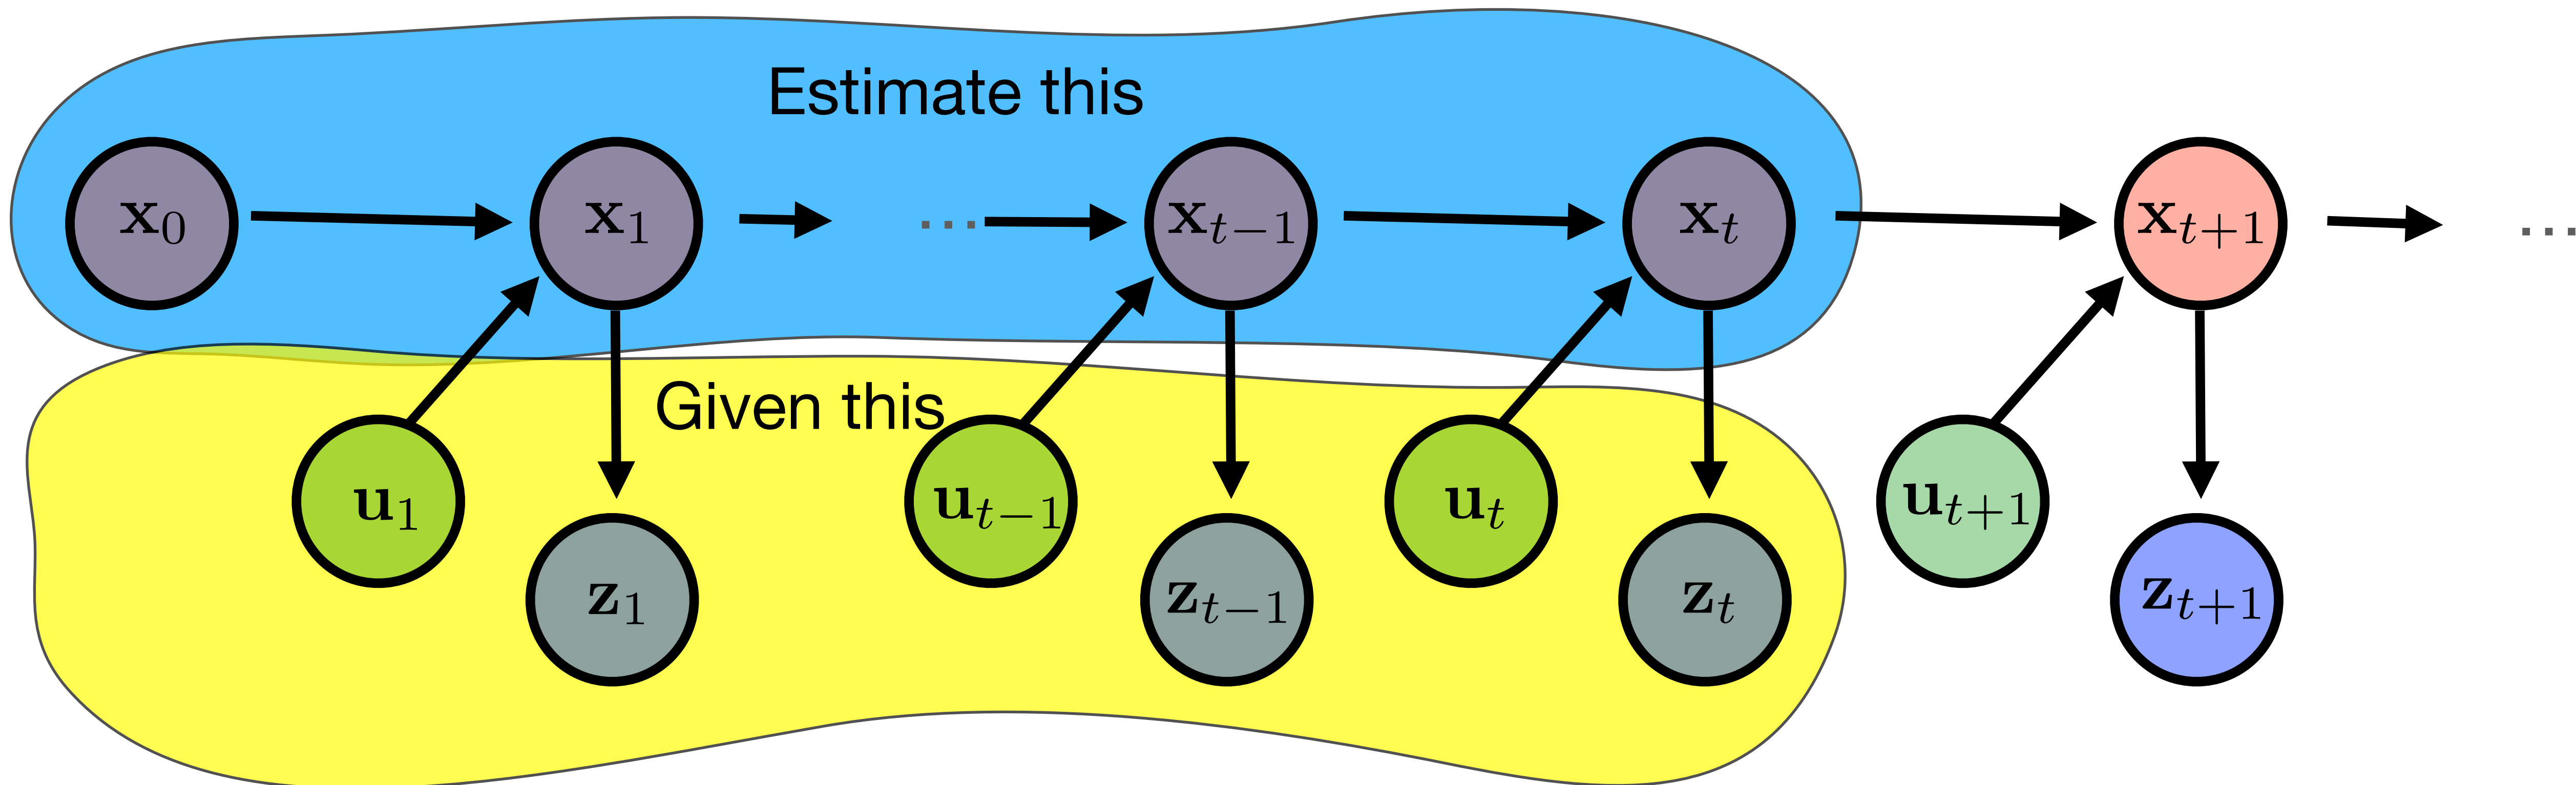 Estimate this
x₀ x₁ ... xₜ₋₁ xₜ xₜ₊₁ ...
Given this
u₁ uₜ₋₁ uₜ uₜ₊₁
z₁ zₜ₋₁ zₜ zₜ₊₁